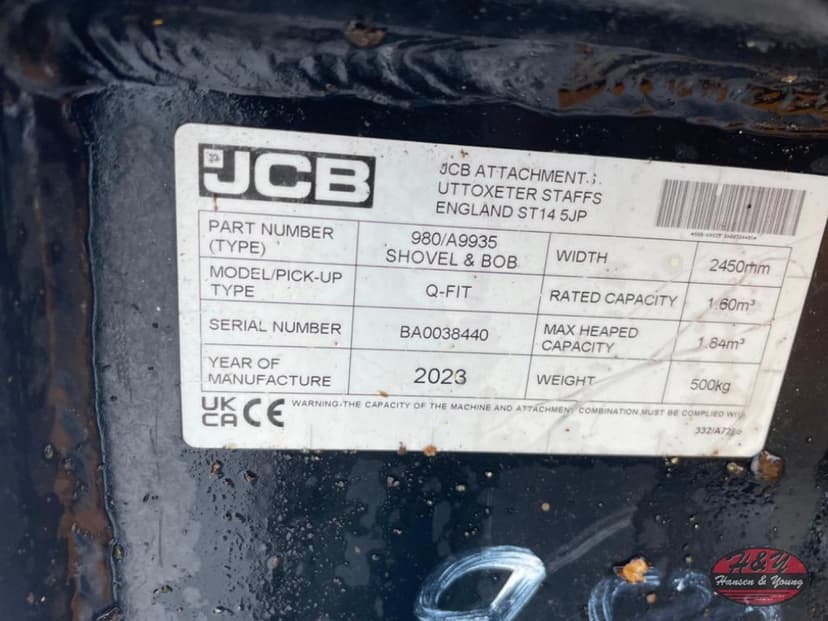 JCB
JCB ATTACHMENTS
UTTOXETER STAFFS
ENGLAND ST14 5JP
PART NUMBER (TYPE)
980/A9935 SHOVEL & BOB
WIDTH
2450mm
MODEL/PICK-UP TYPE
Q-FIT
RATED CAPACITY
1.60m³
SERIAL NUMBER
BA0038440
MAX HEAPED CAPACITY
1.84m³
YEAR OF MANUFACTURE
2023
WEIGHT
500kg
UK CA CE
WARNING-THE CAPACITY OF THE MACHINE AND ATTACHMENT COMBINATION MUST BE COMPLIED WITH
H&Y
Hansen & Young